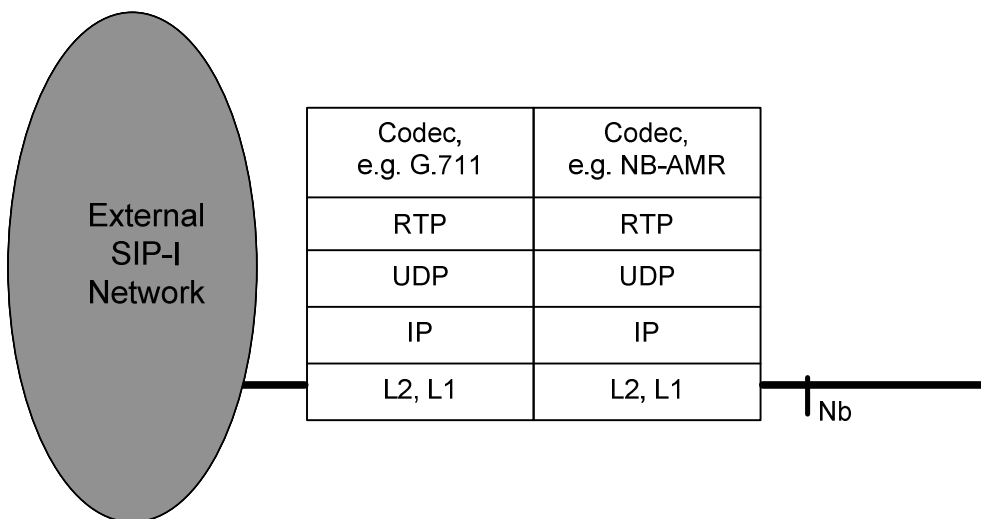 External
SIP-I
Network
Codec,
e.g. G.711
Codec,
e.g. NB-AMR
RTP
RTP
UDP
UDP
IP
IP
L2, L1
L2, L1
Nb